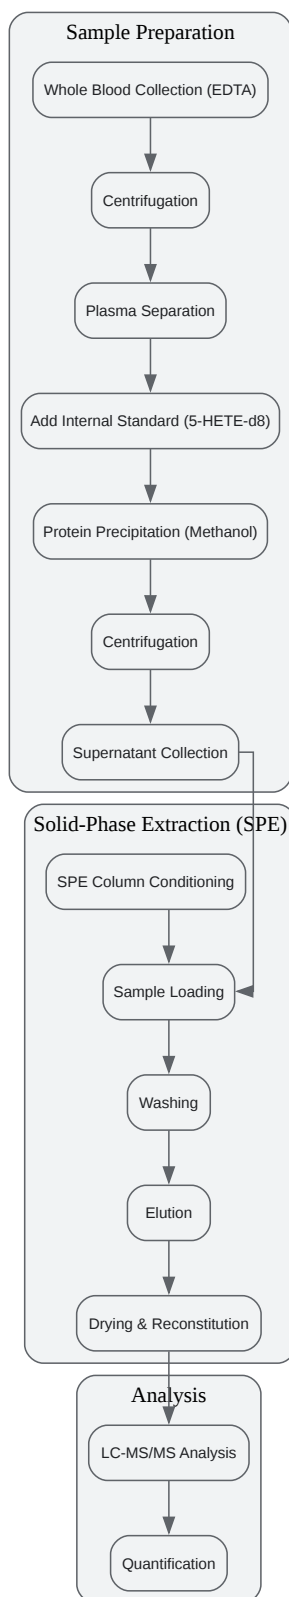 Sample Preparation
Whole Blood Collection (EDTA)
Centrifugation
Plasma Separation
Add Internal Standard (5-HETE-d8)
Protein Precipitation (Methanol)
Centrifugation
Supernatant Collection
Solid-Phase Extraction (SPE)
SPE Column Conditioning
Sample Loading
Washing
Elution
Drying & Reconstitution
Analysis
LC-MS/MS Analysis
Quantification